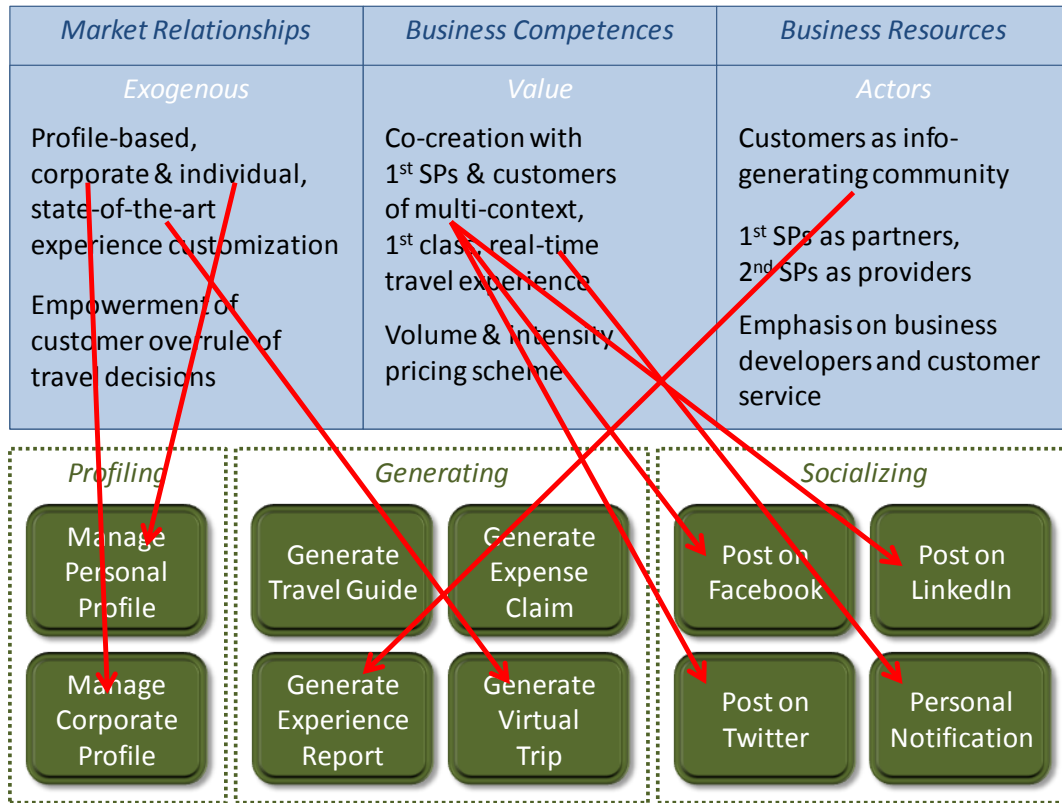 Market Relationships
Business Competences
Business Resources
Exogenous
Value
Actors
Profile-based,
corporate & individual,
state-of-the-art
experience customization
Empowerment of
customer overrule of
travel decisions
Co-creation with
1st SPs & customers
of multi-context,
1st class, real-time
travel experience
Volume & intensity
pricing scheme
Customers as info-
generating community
1st SPs as partners,
2nd SPs as providers
Emphasis on business
developers and customer
service
Profiling
Manage
Personal
Profile
Manage
Corporate
Profile
Generating
Generate
Travel Guide
Generate
Expense
Claim
Generate
Experience
Report
Generate
Virtual
Trip
Socializing
Post on
Facebook
Post on
LinkedIn
Post on
Twitter
Personal
Notification